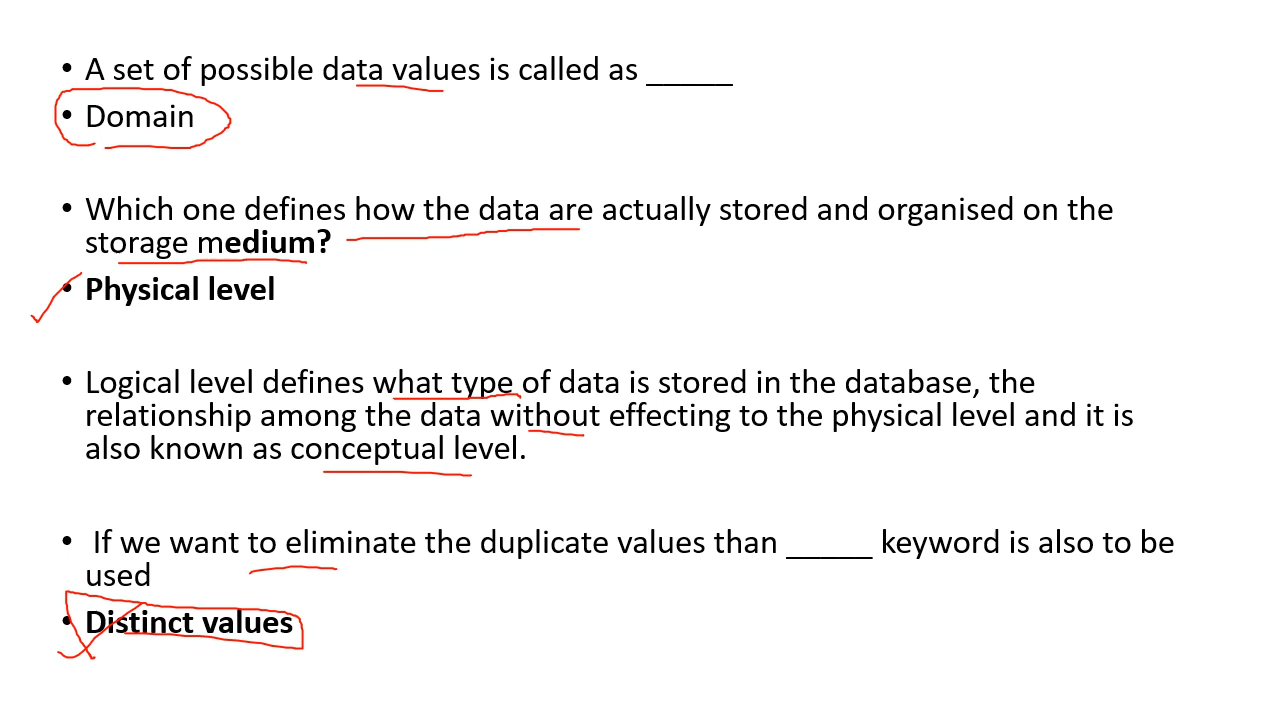 • A set of possible data values is called as _____
• Domain
• Which one defines how the data are actually stored and organised on the
storage medium?
• Physical level
• Logical level defines what type of data is stored in the database, the
relationship among the data without effecting to the physical level and it is
also known as conceptual level.
• If we want to eliminate the duplicate values than _____ keyword is also to be
used
• Distinct values